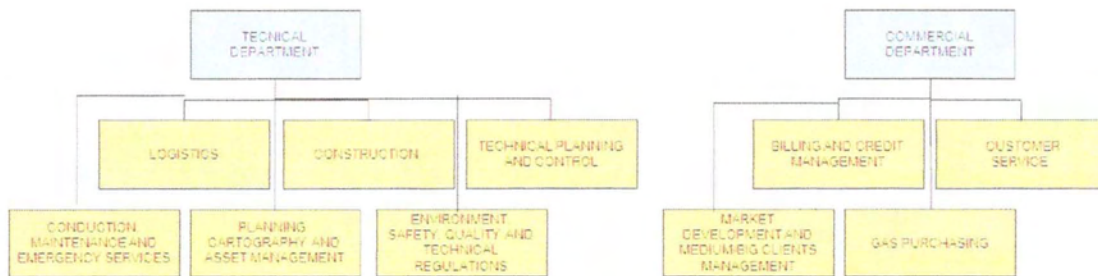 TECNICAL
DEPARTMENT
COMMERCIAL
DEPARTMENT
LOGISTICS
CONSTRUCTION
TECHNICAL PLANNING
AND CONTROL
BILLING AND CREDIT
MANAGEMENT
CUSTOMER
SERVICE
CONDUCTION
MAINTENANCE AND
EMERGENCY SERVICES
PLANNING
CARTOGRAPHY AND
ASSET MANAGEMENT
ENVIRONMENT
SAFETY, QUALITY AND
TECHNICAL
REGULATIONS
MARKET
DEVELOPMENT AND
MEDIUM-BIG CLIENTS
MANAGEMENT
GAS PURCHASING